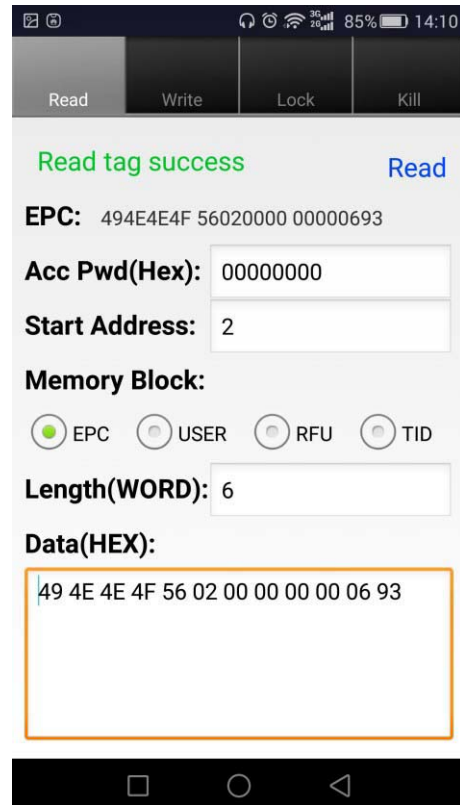 3G 2G 85% 14:10
Read Write Lock Kill
Read tag success Read
EPC: 494E4E4F 56020000 00000693
Acc Pwd(Hex): 00000000
Start Address: 2
Memory Block:
EPC USER RFU TID
Length(WORD): 6
Data(HEX):
49 4E 4E 4F 56 02 00 00 00 00 06 93